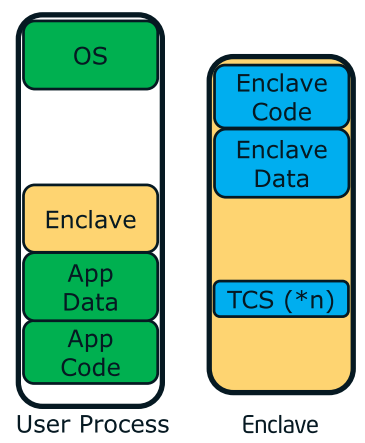 OS
Enclave
App
Data
App
Code
User Process
Enclave
Code
Enclave
Data
TCS (*n)
Enclave